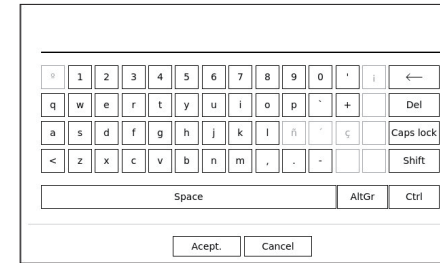 º 1 2 3 4 5 6 7 8 9 0 ' ¡ ←
q w e r t y u i o p ` + Del
a s d f g h j k l ñ ´ ç Caps lock
< z x c v b n m , . - Shift
Space AltGr Ctrl
Acept. Cancel